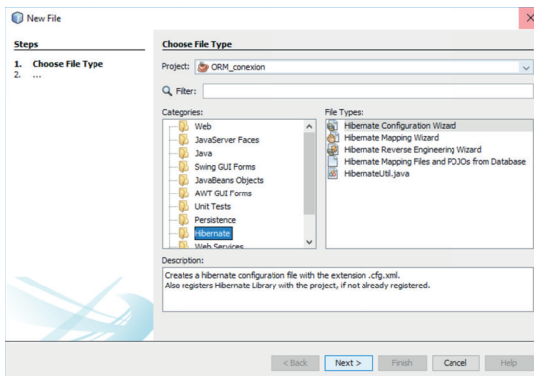 New File
Steps
1. Choose File Type
2. ...
Choose File Type
Project: ORM_conexion
Filter:
Categories:
Web
JavaServer Faces
Java
Swing GUI Forms
JavaBeans Objects
AWT GUI Forms
Unit Tests
Persistence
Hibernate
Web Services
File Types:
Hibernate Configuration Wizard
Hibernate Mapping Wizard
Hibernate Reverse Engineering Wizard
Hibernate Mapping Files and POJOs from Database
HibernateUtil.java
Description:
Creates a hibernate configuration file with the extension .cfg.xml.
Also registers Hibernate Library with the project, if not already registered.
< Back
Next >
Finish
Cancel
Help